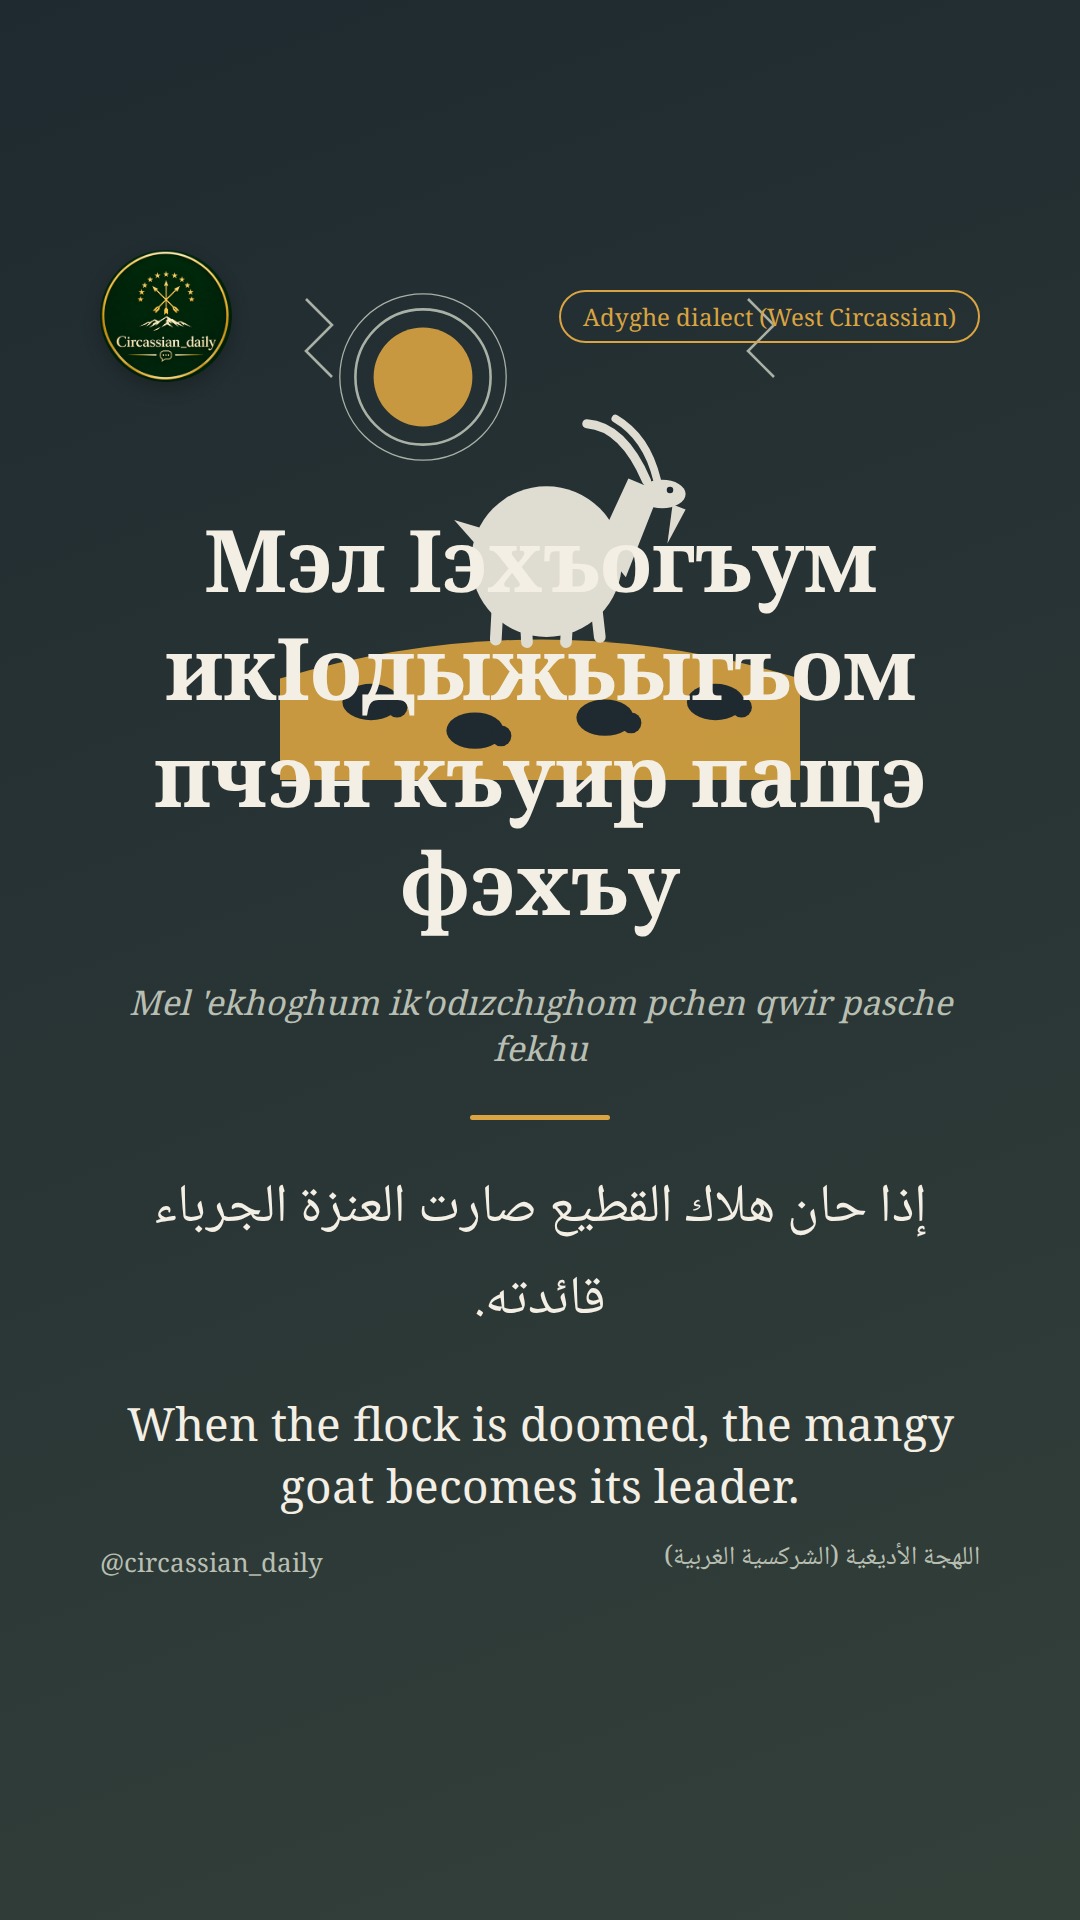 Circassian_daily
Adyghe dialect (West Circassian)
Мэл Іэхъогъум
икІодыжьыгъом
пчэн къуир пащэ
фэхъу
Mel 'ekhoghum ik'odızchıghom pchen qwir pasche
fekhu
إذا حان هلاك القطيع صارت العنزة الجرباء
قائدته.
When the flock is doomed, the mangy
goat becomes its leader.
@circassian_daily
اللهجة الأديغية (الشركسية الغربية)